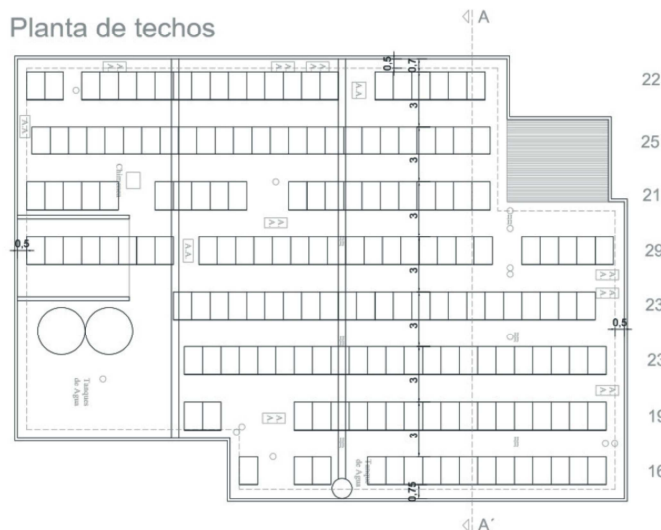 Planta de techos
A
0,5
0,7
A A
A A
A A
A A
22
3
A A
25
3
Chimenea
21
3
A A
A A
0,5
29
3
A A
A A
23
3
0,5
23
3
Tanques
de Agua
A A
A A
19
3
Tanques
de Agua
16
0,75
A´